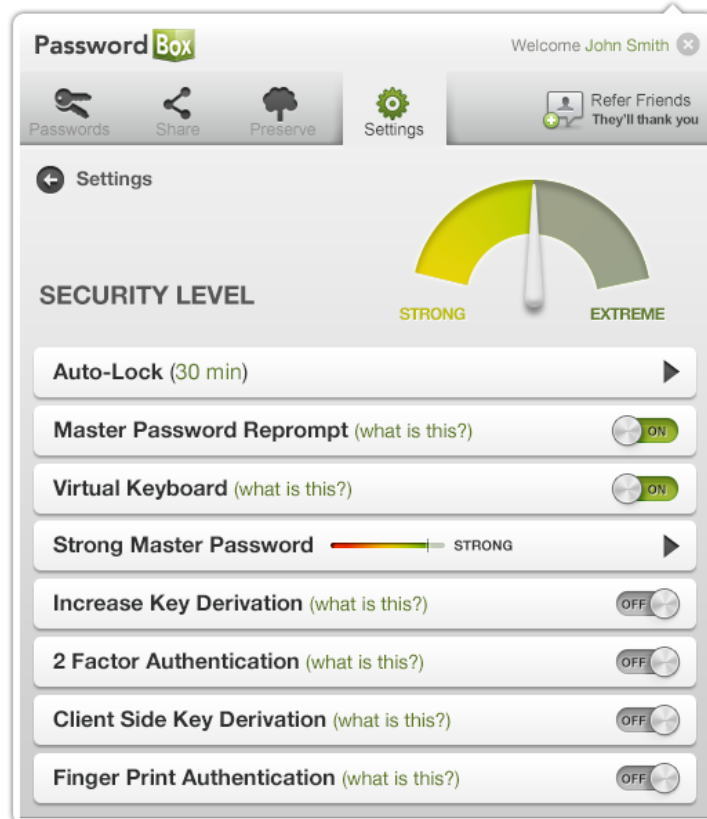 Password Box
Welcome John Smith
Passwords
Share
Preserve
Settings
Refer Friends
They'll thank you
Settings
SECURITY LEVEL
STRONG
EXTREME
Auto-Lock (30 min)
Master Password Reprompt (what is this?)
ON
Virtual Keyboard (what is this?)
ON
Strong Master Password
STRONG
Increase Key Derivation (what is this?)
OFF
2 Factor Authentication (what is this?)
OFF
Client Side Key Derivation (what is this?)
OFF
Finger Print Authentication (what is this?)
OFF